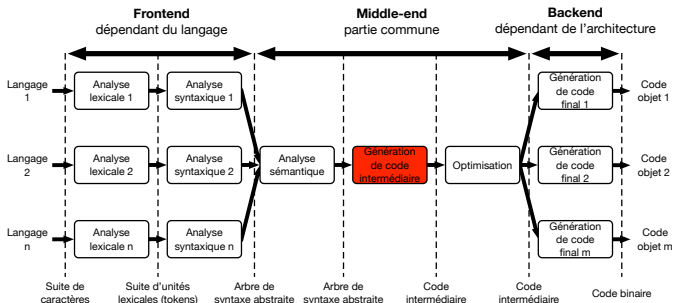 Frontend
dépendant du langage
Middle-end
partie commune
Backend
dépendant de l'architecture
Langage
1
Analyse
lexicale 1
Analyse
syntaxique 1
Génération
de code
final 1
Code
objet 1
Langage
2
Analyse
lexicale 2
Analyse
syntaxique 2
Analyse
sémantique
Génération
de code
intermédiaire
Optimisation
Génération
de code
final 2
Code
objet 2
Langage
n
Analyse
lexicale n
Analyse
syntaxique n
Génération
de code
final m
Code
objet m
Suite de
caractères
Suite d'unités
lexicales (tokens)
Arbre de
syntaxe abstraite
Arbre de
syntaxe abstraite
Code
intermédiaire
Code
intermédiaire
Code binaire